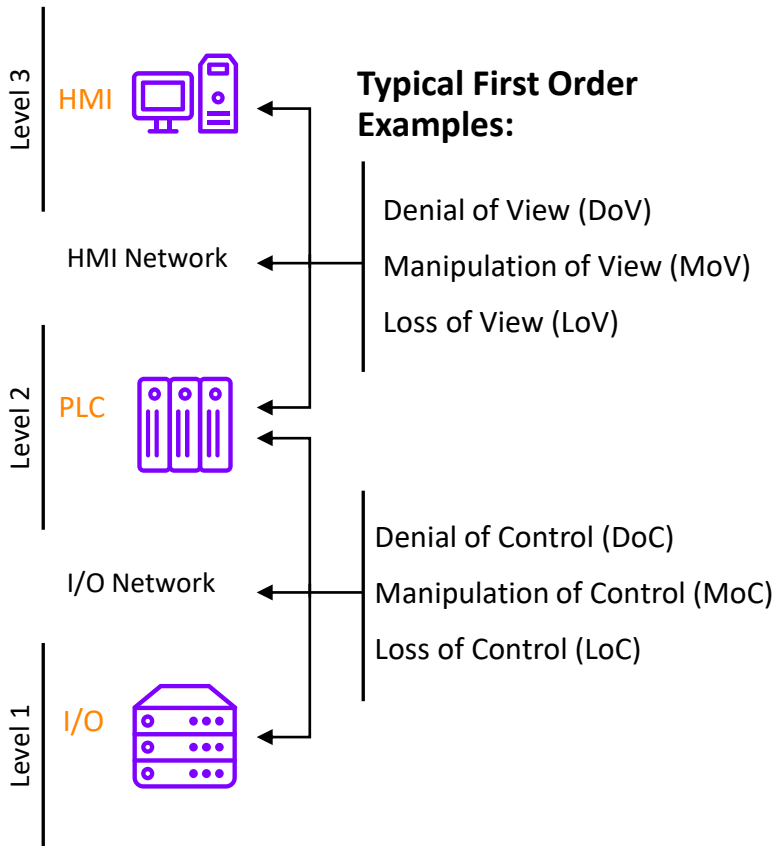 Level 3
HMI
Typical First Order
Examples:
Denial of View (DoV)
HMI Network
Manipulation of View (MoV)
Loss of View (LoV)
Level 2
PLC
Denial of Control (DoC)
I/O Network
Manipulation of Control (MoC)
Loss of Control (LoC)
Level 1
I/O